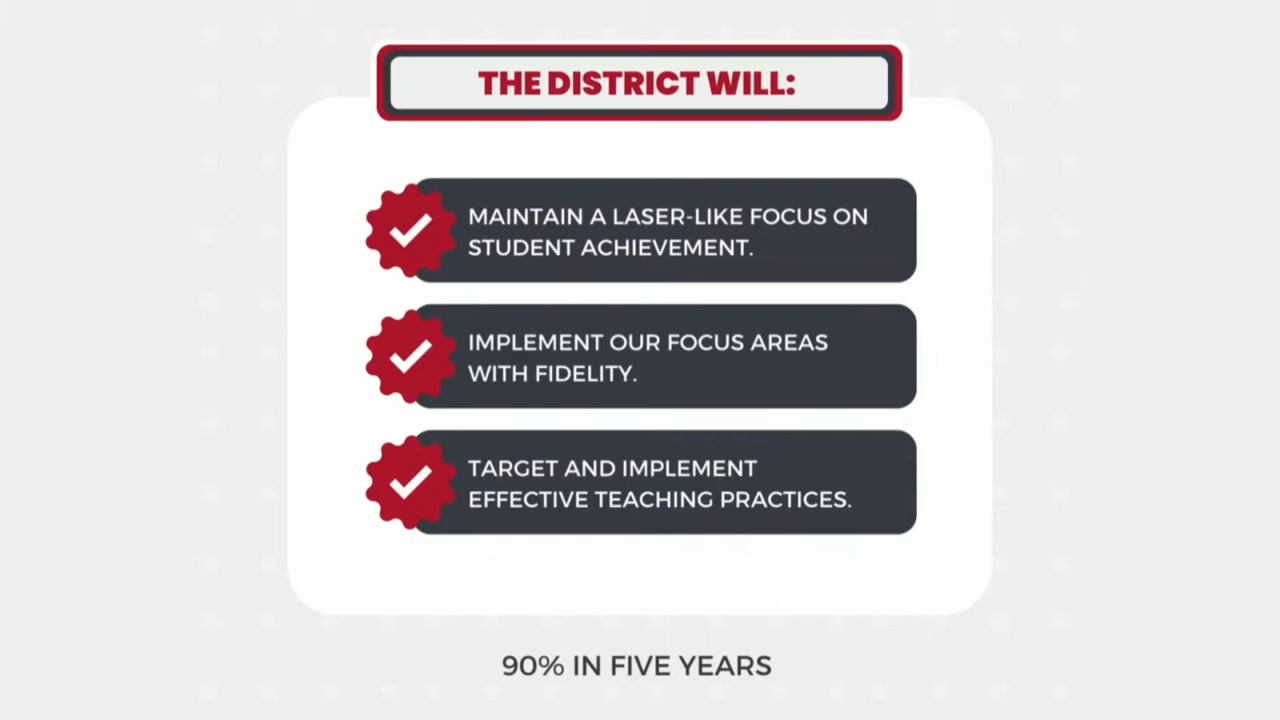 THE DISTRICT WILL:
MAINTAIN A LASER-LIKE FOCUS ON
STUDENT ACHIEVEMENT.
IMPLEMENT OUR FOCUS AREAS
WITH FIDELITY.
TARGET AND IMPLEMENT
EFFECTIVE TEACHING PRACTICES.
90% IN FIVE YEARS